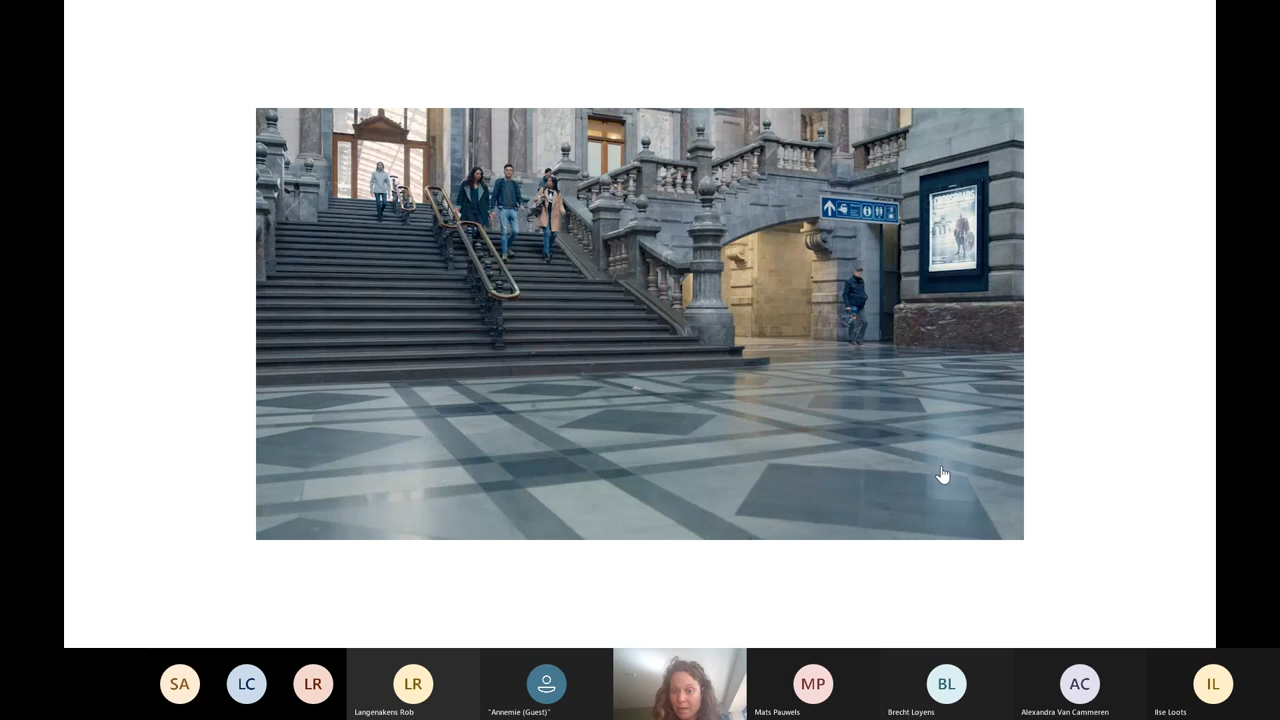 CROSSROADS
SA
LC
LR
LR
MP
BL
AC
IL
Langenakens Rob
"Annemie (Guest)"
Mats Pauwels
Brecht Loyens
Alexandra Van Cammeren
Ilse Loots